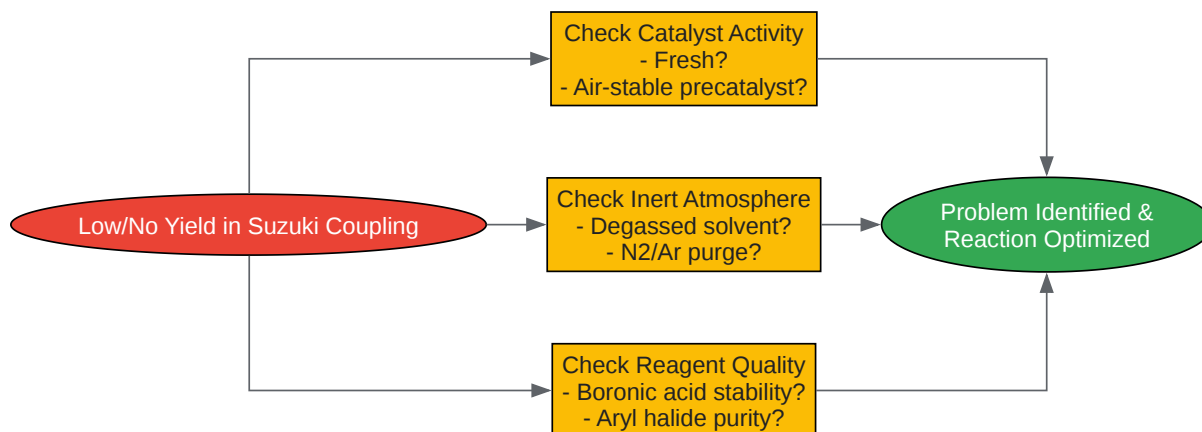 Check Catalyst Activity
- Fresh?
- Air-stable precatalyst?
Low/No Yield in Suzuki Coupling
Check Inert Atmosphere
- Degassed solvent?
- N2/Ar purge?
Problem Identified &
Reaction Optimized
Check Reagent Quality
- Boronic acid stability?
- Aryl halide purity?